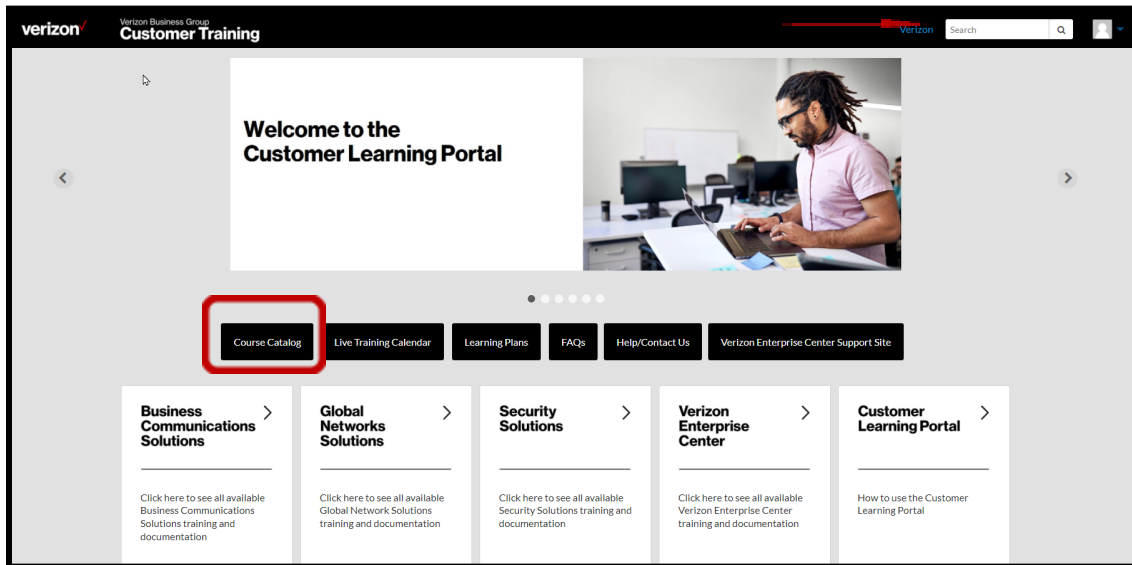 verizon✓
Verizon Business Group
Customer Training
Verizon
Search
Welcome to the
Customer Learning Portal
Course Catalog
Live Training Calendar
Learning Plans
FAQs
Help/Contact Us
Verizon Enterprise Center Support Site
Business
Communications
Solutions
Click here to see all available
Business Communications
Solutions training and
documentation
Global
Networks
Solutions
Click here to see all available
Global Network Solutions
training and documentation
Security
Solutions
Click here to see all available
Security Solutions training and
documentation
Verizon
Enterprise
Center
Click here to see all available
Verizon Enterprise Center
training and documentation
Customer
Learning Portal
How to use the Customer
Learning Portal